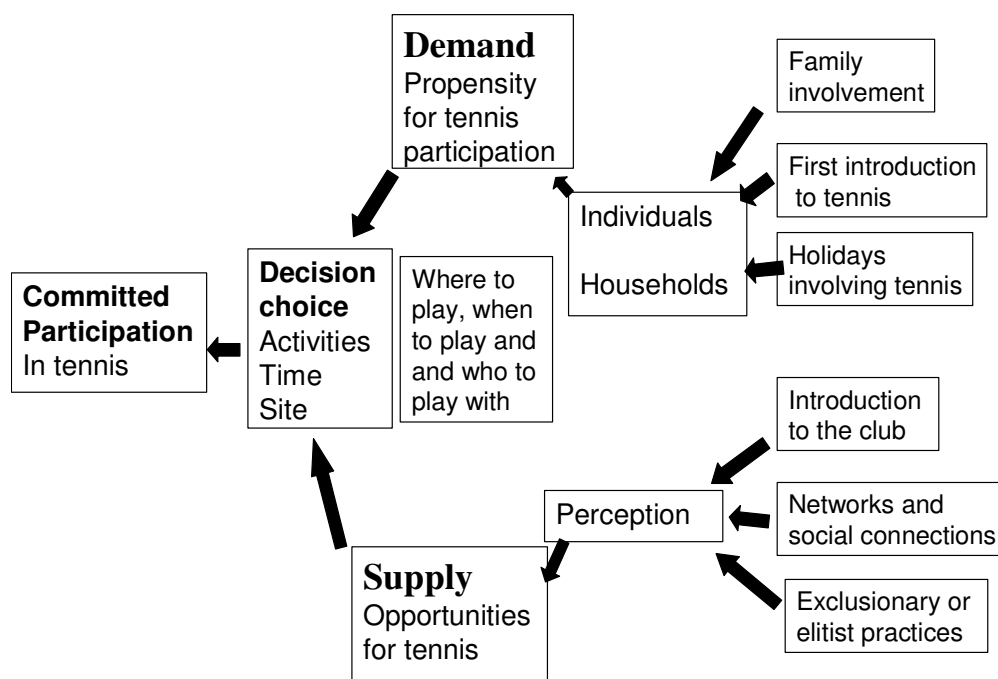 Demand
Propensity
for tennis
participation
Family
involvement
First introduction
to tennis
Individuals
Households
Holidays
involving tennis
Committed
Participation
In tennis
Decision
choice
Activities
Time
Site
Where to
play, when
to play and
and who to
play with
Introduction
to the club
Perception
Networks and
social connections
Supply
Opportunities
for tennis
Exclusionary or
elitist practices